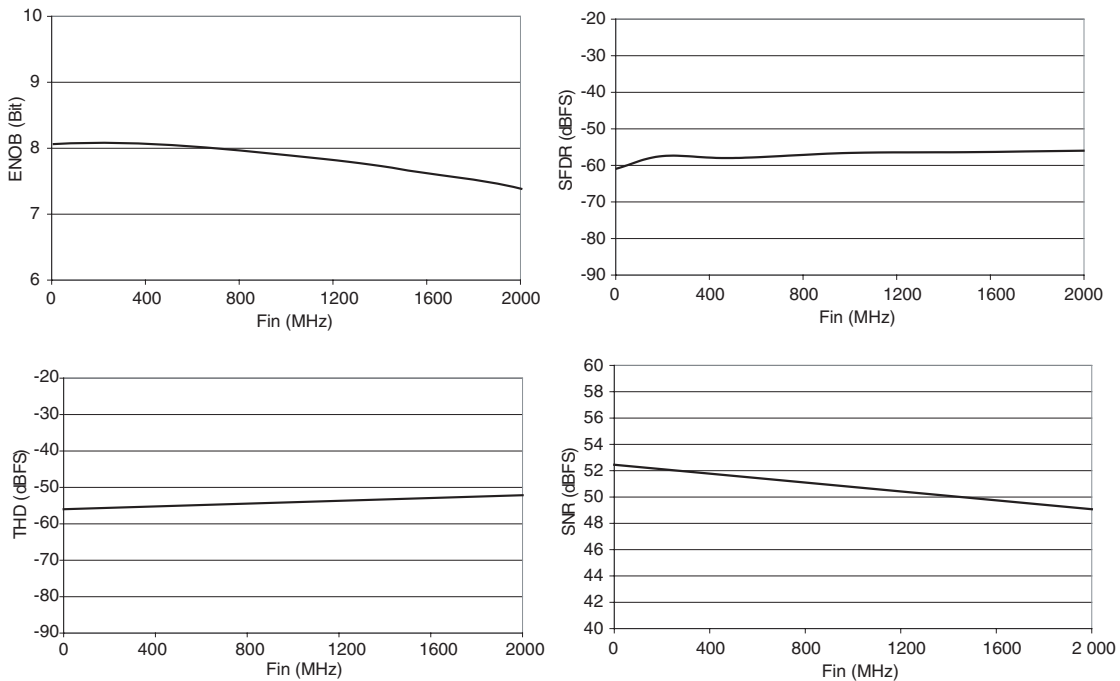 10
9
8
7
6
ENOB (Bit)
0 400 800 1200 1600 2000
Fin (MHz)
-20
-30
-40
-50
-60
-70
-80
-90
SFDR (dBFS)
0 400 800 1200 1600 2000
Fin (MHz)
-20
-30
-40
-50
-60
-70
-80
-90
THD (dBFS)
0 400 800 1200 1600 2000
Fin (MHz)
60
58
56
54
52
50
48
46
44
42
40
SNR (dBFS)
0 400 800 1200 1600 2 000
Fin (MHz)